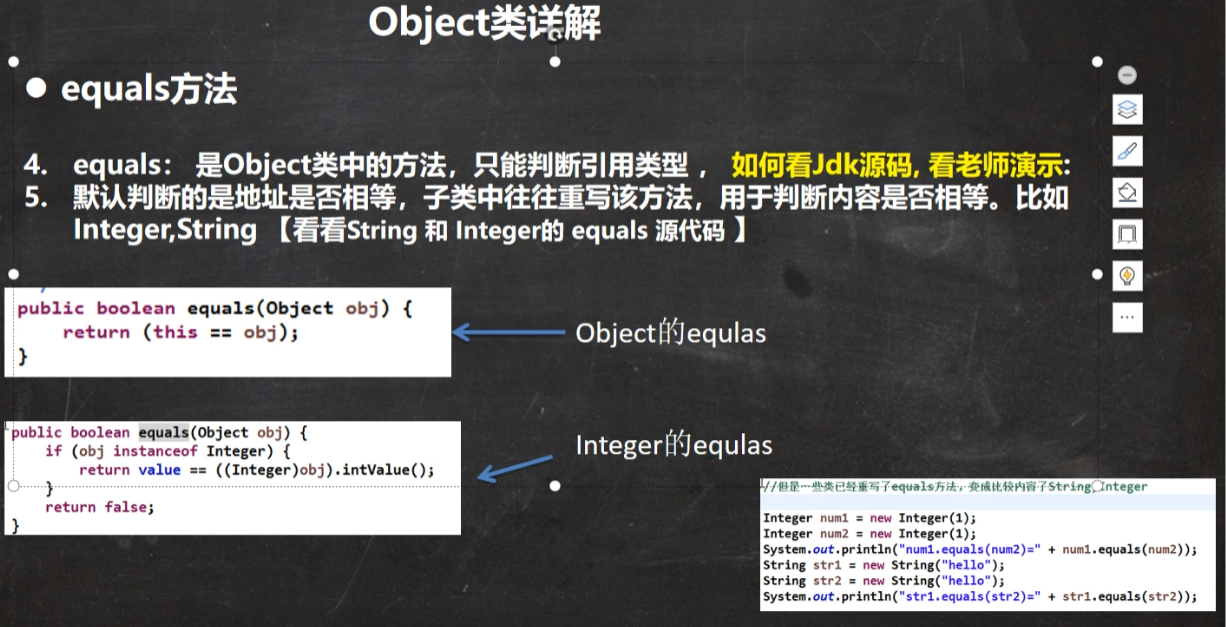 Object类详解
equals方法
4. equals： 是Object类中的方法，只能判断引用类型， 如何看Jdk源码, 看老师演示:
5. 默认判断的是地址是否相等，子类中往往重写该方法，用于判断内容是否相等。比如
Integer,String 【看看String 和 Integer的 equals 源代码 】
public boolean equals(Object obj) {
return (this == obj);
}
Object的equlas
public boolean equals(Object obj) {
if (obj instanceof Integer) {
return value == ((Integer)obj).intValue();
}
return false;
}
Integer的equlas
//但是一些类已经重写了equals方法，变成比较内容了String,Integer
Integer num1 = new Integer(1);
Integer num2 = new Integer(1);
System.out.println("num1.equals(num2)=" + num1.equals(num2));
String str1 = new String("hello");
String str2 = new String("hello");
System.out.println("str1.equals(str2)=" + str1.equals(str2));